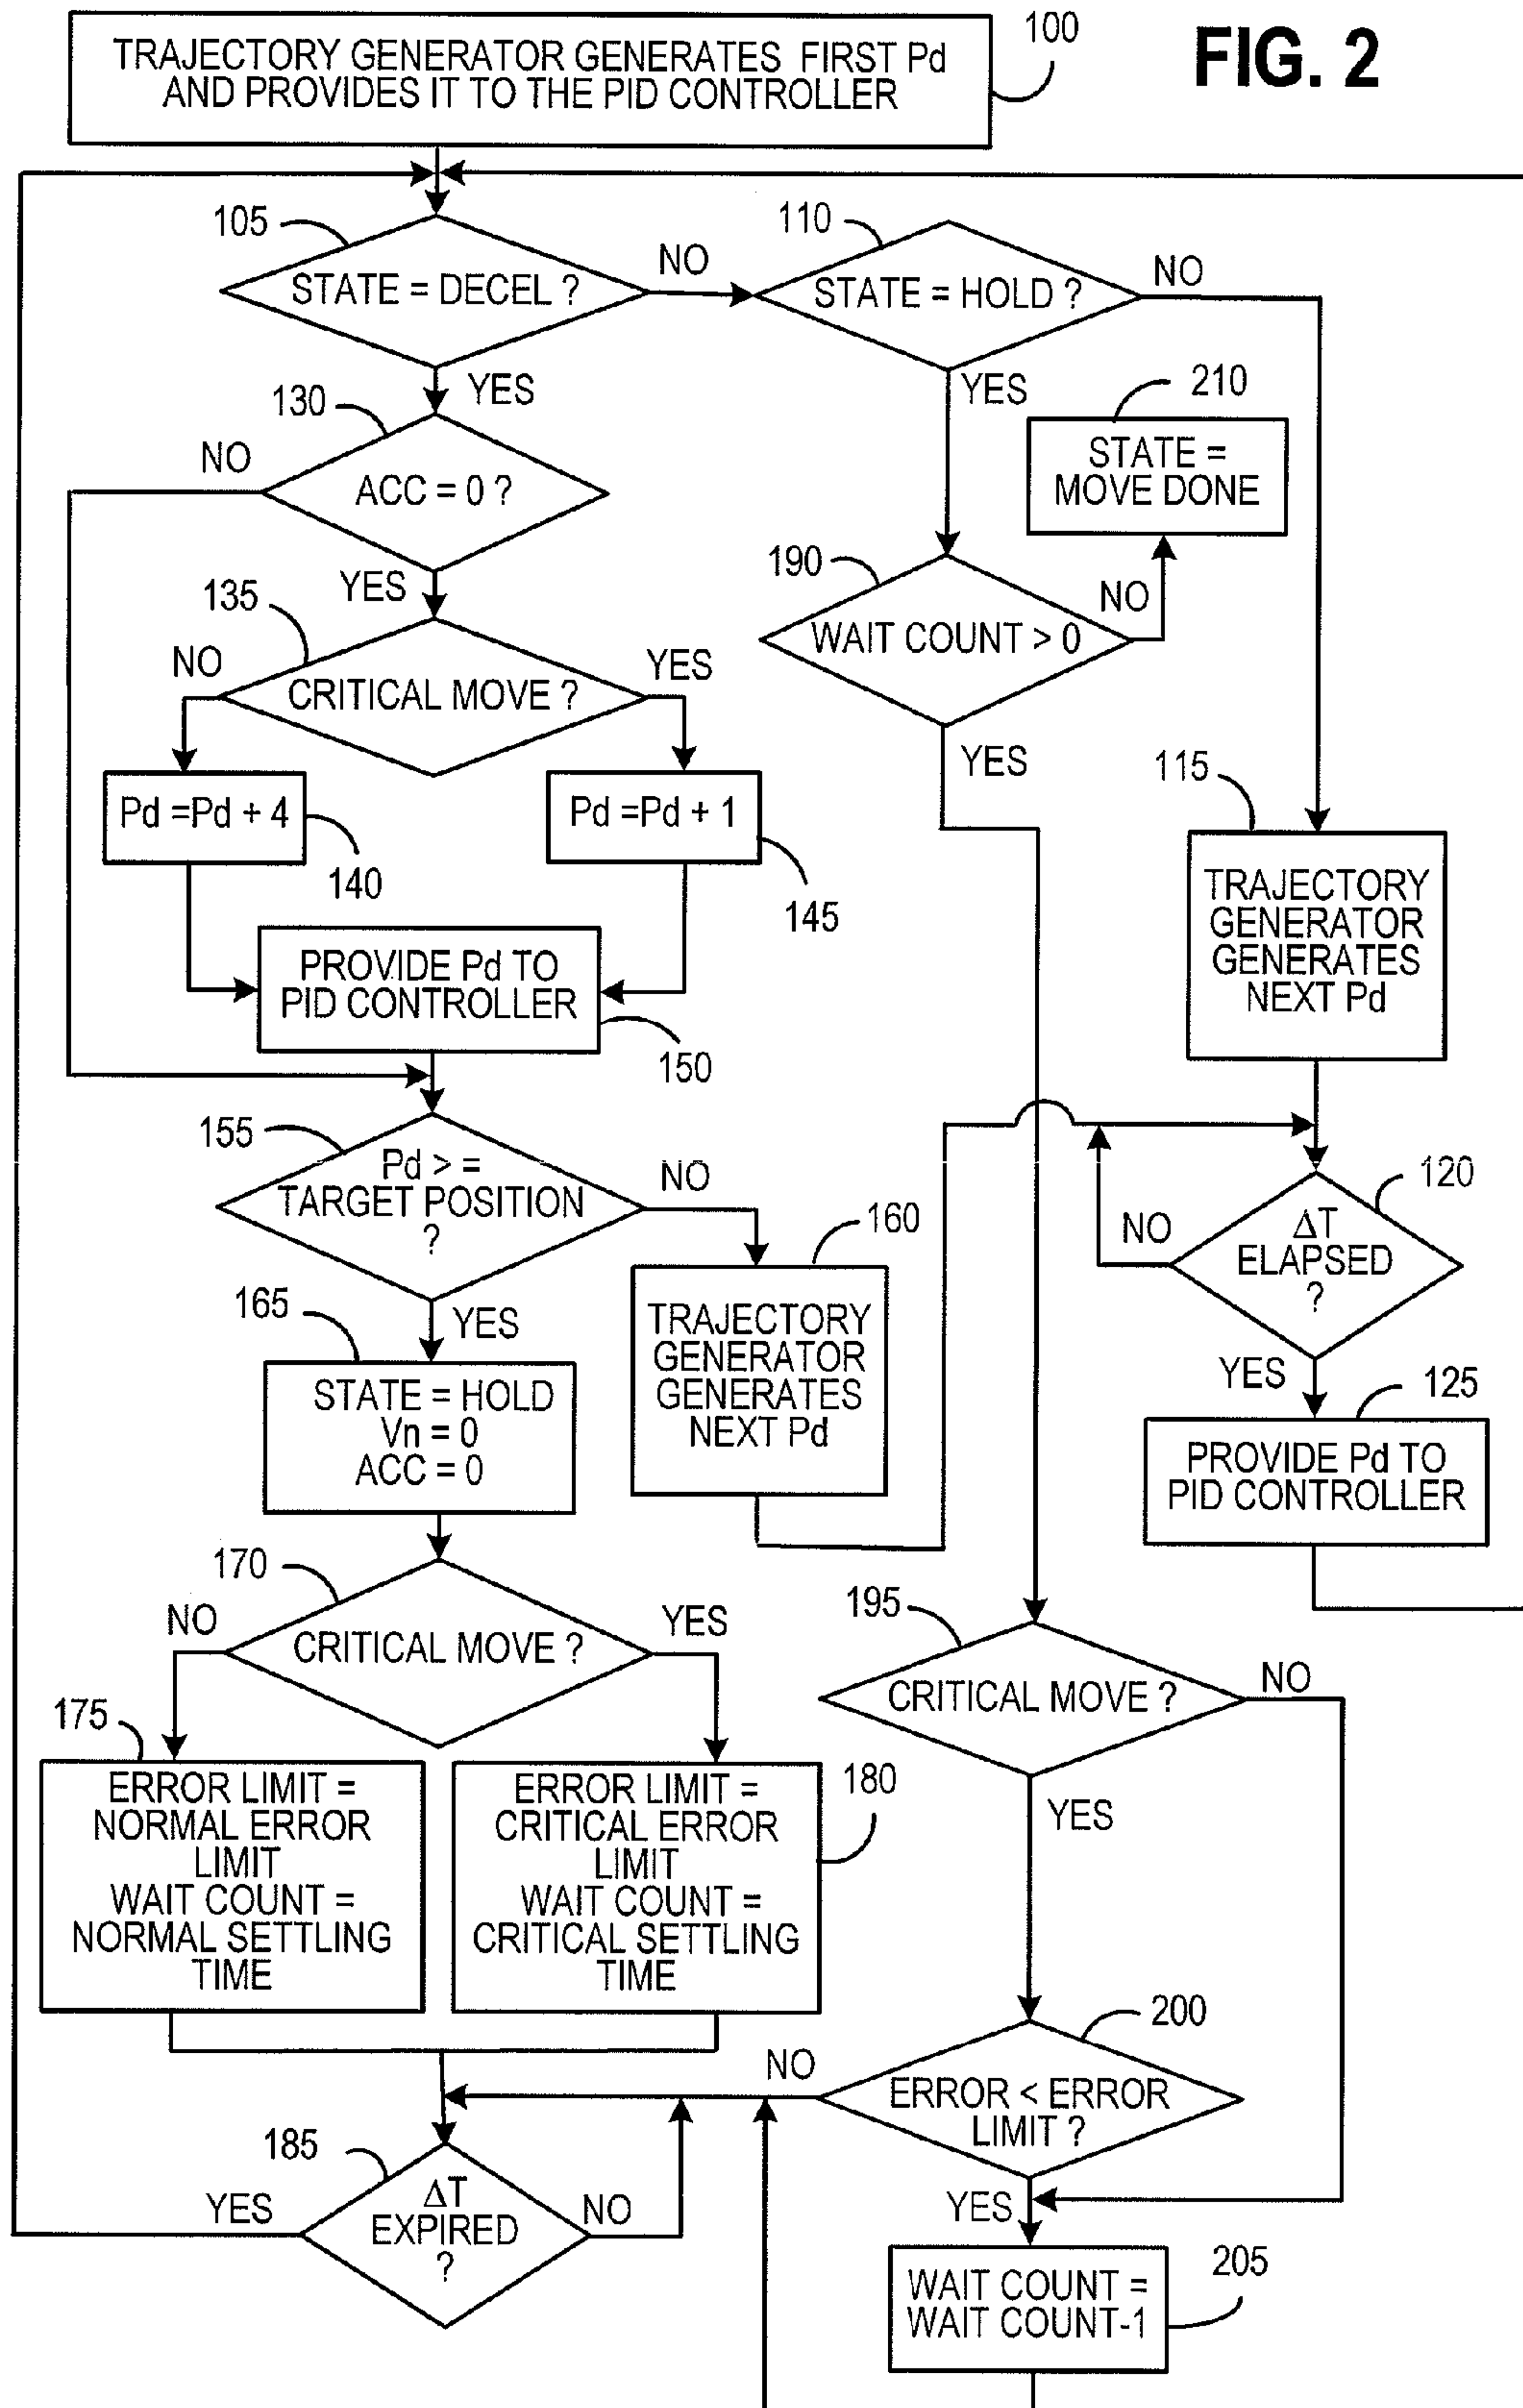 FIG. 2
100
TRAJECTORY GENERATOR GENERATES FIRST Pd
AND PROVIDES IT TO THE PID CONTROLLER
105
STATE = DECEL ?
NO
YES
110
STATE = HOLD ?
NO
YES
130
ACC = 0 ?
NO
YES
210
STATE =
MOVE DONE
190
WAIT COUNT > 0
NO
YES
135
CRITICAL MOVE ?
NO
YES
Pd =Pd + 4
140
Pd =Pd + 1
145
115
TRAJECTORY
GENERATOR
GENERATES
NEXT Pd
PROVIDE Pd TO
PID CONTROLLER
150
155
Pd > =
TARGET POSITION
?
NO
YES
160
TRAJECTORY
GENERATOR
GENERATES
NEXT Pd
120
ΔT
ELAPSED
?
NO
YES
125
PROVIDE Pd TO
PID CONTROLLER
165
STATE = HOLD
Vn = 0
ACC = 0
170
CRITICAL MOVE ?
NO
YES
195
CRITICAL MOVE ?
NO
YES
175
ERROR LIMIT =
NORMAL ERROR
LIMIT
WAIT COUNT =
NORMAL SETTLING
TIME
180
ERROR LIMIT =
CRITICAL ERROR
LIMIT
WAIT COUNT =
CRITICAL SETTLING
TIME
200
ERROR < ERROR
LIMIT ?
NO
YES
185
ΔT
EXPIRED
?
YES
NO
205
WAIT COUNT =
WAIT COUNT-1